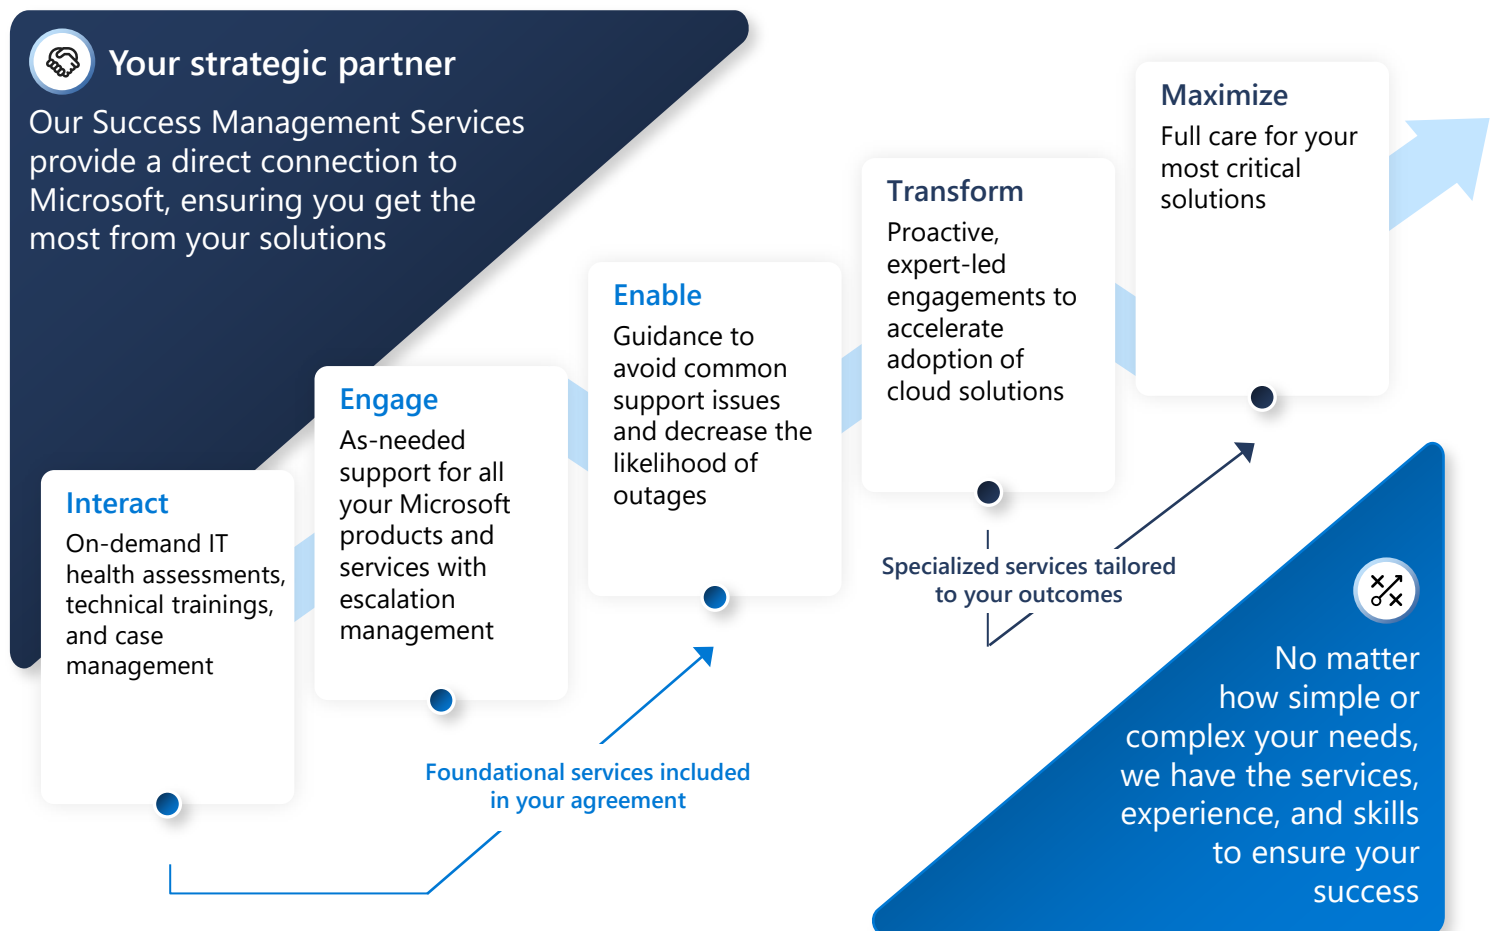 Your strategic partner
Our Success Management Services
provide a direct connection to
Microsoft, ensuring you get the
most from your solutions
Interact
On-demand IT
health assessments,
technical trainings,
and case
management
Engage
As-needed
support for all
your Microsoft
products and
services with
escalation
management
Enable
Guidance to
avoid common
support issues
and decrease the
likelihood of
outages
Transform
Proactive,
expert-led
engagements to
accelerate
adoption of
cloud solutions
Maximize
Full care for your
most critical
solutions
Foundational services included
in your agreement
Specialized services tailored
to your outcomes
No matter
how simple or
complex your needs,
we have the services,
experience, and skills
to ensure your
success